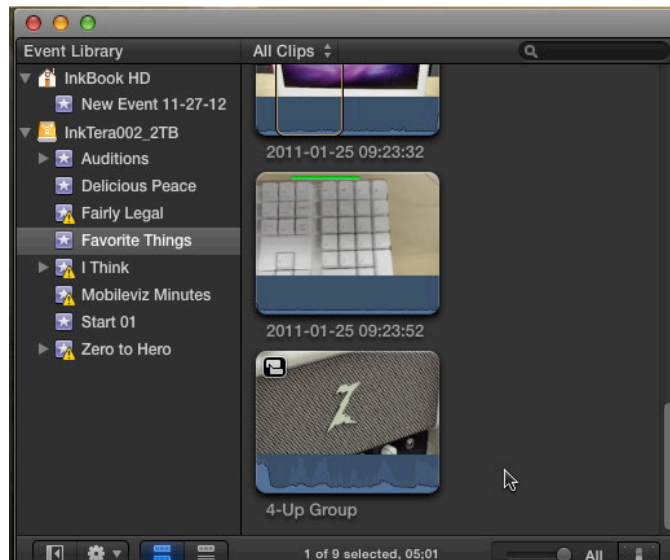 Event Library
All Clips
InkBook HD
New Event 11-27-12
InkTera002_2TB
Auditions
Delicious Peace
Fairly Legal
Favorite Things
I Think
Mobileviz Minutes
Start 01
Zero to Hero
2011-01-25 09:23:32
2011-01-25 09:23:52
Z
4-Up Group
1 of 9 selected, 05:01
All